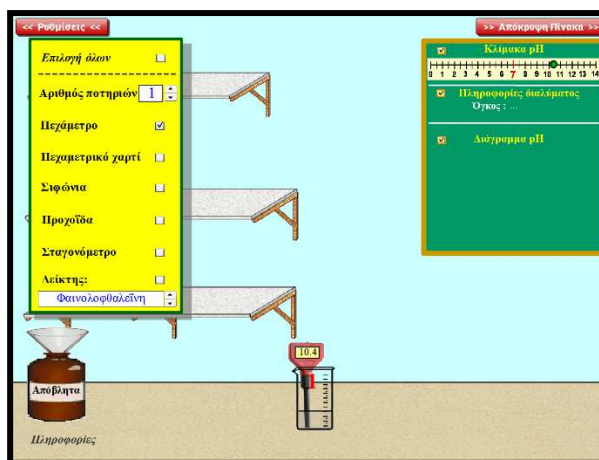 << Ρυθμίσεις <<
>> Απόκρυψη Πίνακα >>
Επιλογή όλων
Αριθμός ποτηριών 1
Πεχάμετρο
Πεχαμετρικό χαρτί
Σιφώνια
Προχοΐδα
Σταγονόμετρο
Δείκτης:
Φαινολοφθαλεΐνη
Κλίμακα pH
0 1 2 3 4 5 6 7 8 9 10 11 12 13 14
Πληροφορίες διαλύματος
Όγκος : ...
Διάγραμμα pH
10.4
Απόβλητα
Πληροφορίες